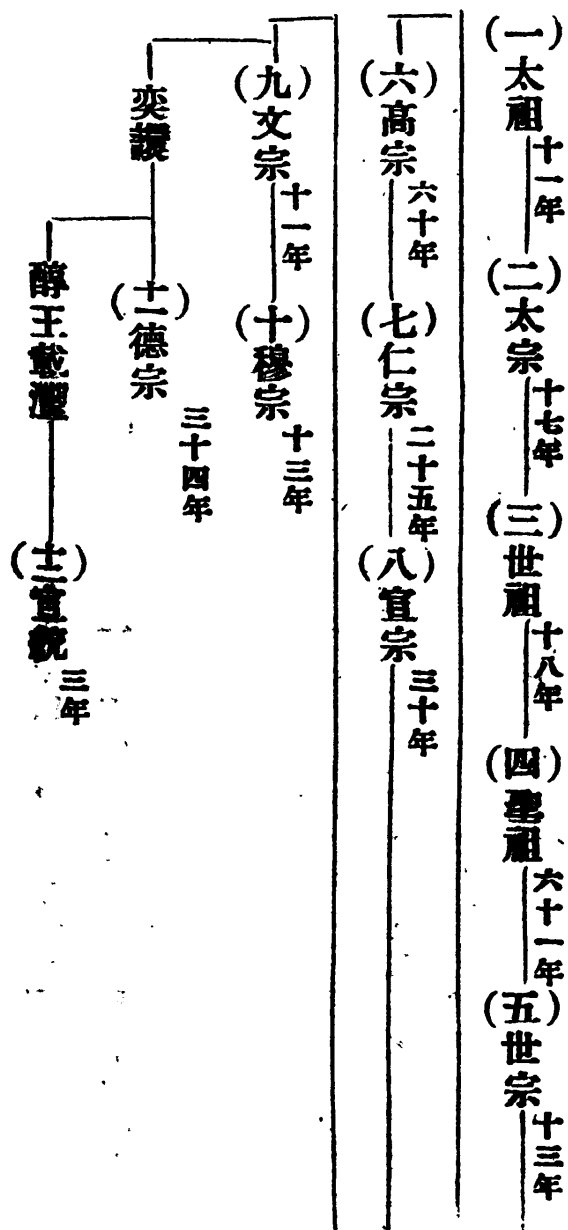 (一)太祖 十一年
(二)太宗 十七年
(三)世祖 十八年
(四)聖祖 六十一年
(五)世宗 十三年
(六)高宗 六十年
(七)仁宗 二十五年
(八)宣宗 三十年
(九)文宗 十一年
(十)穆宗 十三年
奕譞
(十一)德宗 三十四年
醇王載灃
(十二)宣統 三年